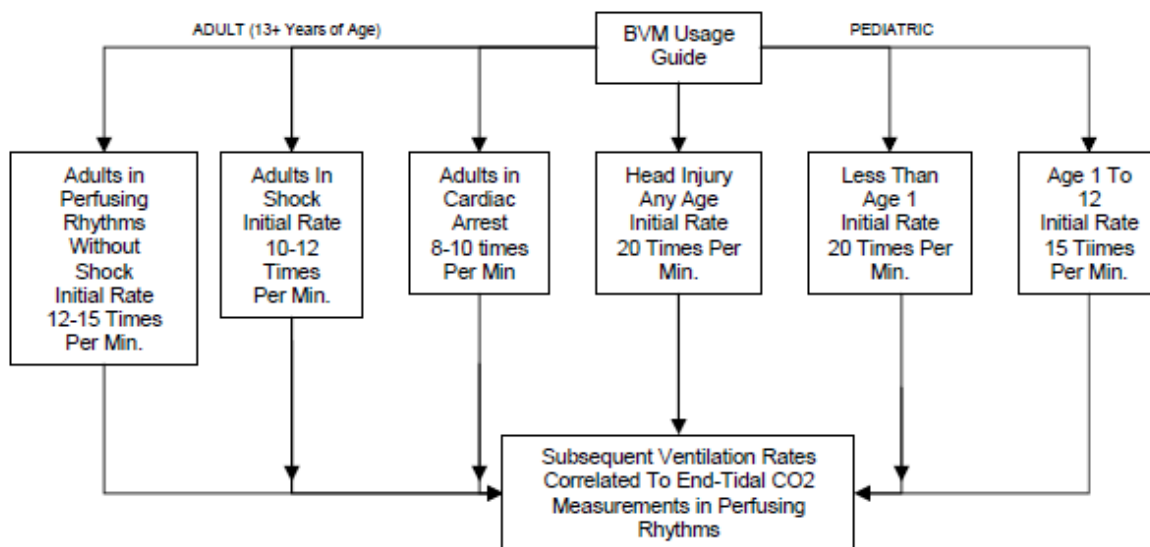 ADULT (13+ Years of Age)
BVM Usage
Guide
PEDIATRIC
Adults in
Perfusing
Rhythms
Without
Shock
Initial Rate
12-15 Times
Per Min.
Adults In
Shock
Initial Rate
10-12
Times
Per Min.
Adults in
Cardiac
Arrest
8-10 times
Per Min
Head Injury
Any Age
Initial Rate
20 Times Per
Min.
Less Than
Age 1
Initial Rate
20 Times Per
Min.
Age 1 To
12
Initial Rate
15 Tiimes
Per Min.
Subsequent Ventilation Rates
Correlated To End-Tidal CO2
Measurements in Perfusing
Rhythms